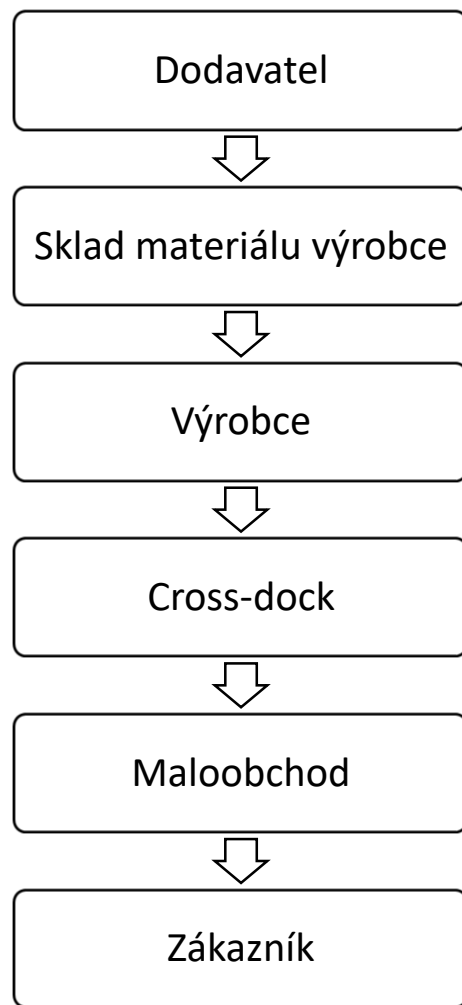 Dodavatel
Sklad materiálu výrobce
Výrobce
Cross-dock
Maloobchod
Zákazník